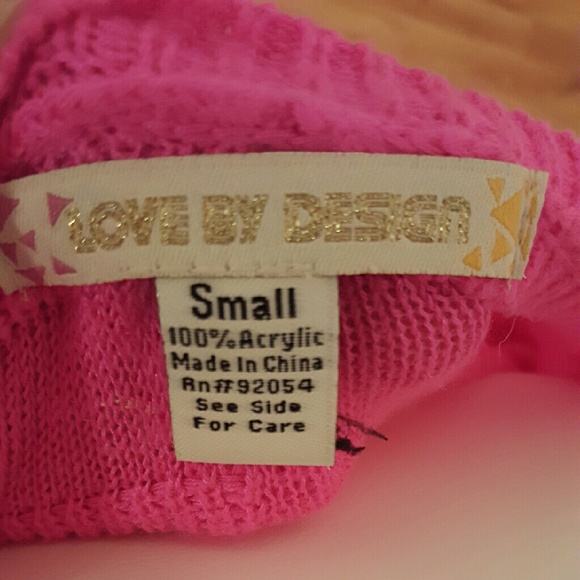 LOVE BY DESIGN
Small
100% Acrylic
Made In China
Rn#92054
See Side
For Care